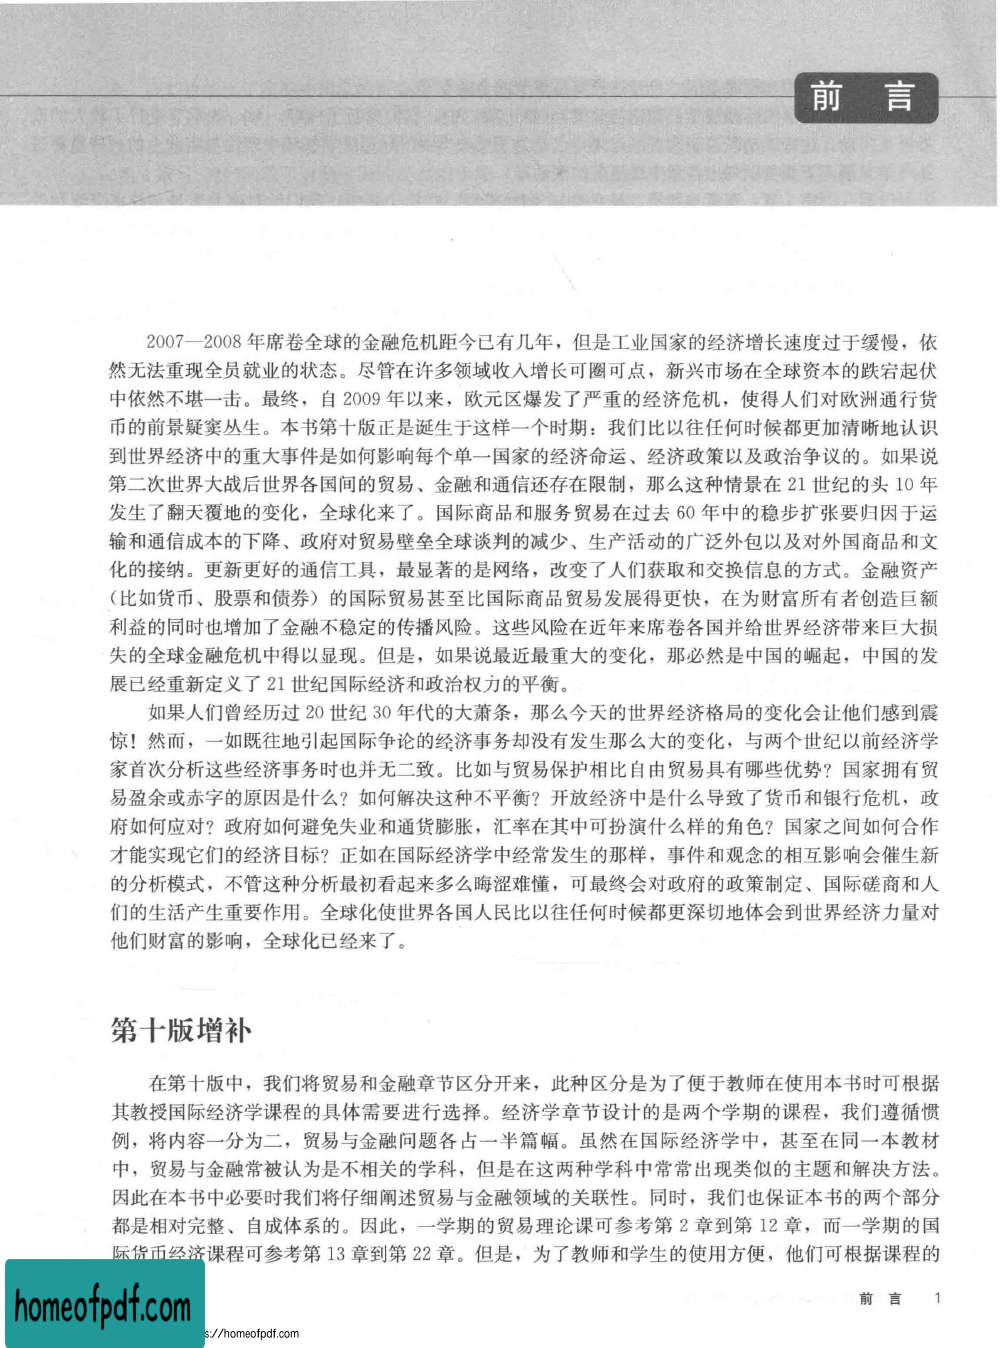 前 言
2007—2008 年席卷全球的金融危机距今已有几年，但是工业国家的经济增长速度过于缓慢，依
然无法重现全员就业的状态。尽管在许多领域收入增长可圈可点，新兴市场在全球资本的跌宕起伏
中依然不堪一击。最终，自 2009 年以来，欧元区爆发了严重的经济危机，使得人们对欧洲通行货
币的前景疑窦丛生。本书第十版正是诞生于这样一个时期：我们比以往任何时候都更加清晰地认识
到世界经济中的重大事件是如何影响每个单一国家的经济命运、经济政策以及政治争议的。如果说
第二次世界大战后世界各国间的贸易、金融和通信还存在限制，那么这种情景在 21 世纪的头 10 年
发生了翻天覆地的变化，全球化来了。国际商品和服务贸易在过去 60 年中的稳步扩张要归因于运
输和通信成本的下降、政府对贸易壁垒全球谈判的减少、生产活动的广泛外包以及对外国商品和文
化的接纳。更新更好的通信工具，最显著的是网络，改变了人们获取和交换信息的方式。金融资产
（比如货币、股票和债券）的国际贸易甚至比国际商品贸易发展得更快，在为财富所有者创造巨额
利益的同时也增加了金融不稳定的传播风险。这些风险在近年来席卷各国并给世界经济带来巨大损
失的全球金融危机中得以显现。但是，如果说最近最重大的变化，那必然是中国的崛起，中国的发
展已经重新定义了 21 世纪国际经济和政治权力的平衡。
如果人们曾经历过 20 世纪 30 年代的大萧条，那么今天的世界经济格局的变化会让他们感到震
惊！然而，一如既往地引起国际争论的经济事务却没有发生那么大的变化，与两个世纪以前经济学
家首次分析这些经济事务时也并无二致。比如与贸易保护相比自由贸易具有哪些优势？国家拥有贸
易盈余或赤字的原因是什么？如何解决这种不平衡？开放经济中是什么导致了货币和银行危机，政
府如何应对？政府如何避免失业和通货膨胀，汇率在其中可扮演什么样的角色？国家之间如何合作
才能实现它们的经济目标？正如在国际经济学中经常发生的那样，事件和观念的相互影响会催生新
的分析模式，不管这种分析最初看起来多么晦涩难懂，可最终会对政府的政策制定、国际磋商和人
们的生活产生重要作用。全球化使世界各国人民比以往任何时候都更深切地体会到世界经济力量对
他们财富的影响，全球化已经来了。
第十版增补
在第十版中，我们将贸易和金融章节区分开来，此种区分是为了便于教师在使用本书时可根据
其教授国际经济学课程的具体需要进行选择。经济学章节设计的是两个学期的课程，我们遵循惯
例，将内容一分为二，贸易与金融问题各占一半篇幅。虽然在国际经济学中，甚至在同一本教材
中，贸易与金融常被认为是不相关的学科，但是在这两种学科中常常出现类似的主题和解决方法。
因此在本书中必要时我们将仔细阐述贸易与金融领域的关联性。同时，我们也保证本书的两个部分
都是相对完整、自成体系的。因此，一学期的贸易理论课可参考第 2 章到第 12 章，而一学期的国
际货币经济课程可参考第 13 章到第 22 章。但是，为了教师和学生的使用方便，他们可根据课程的
前 言 1
homeofpdf.com
s://homeofpdf.com